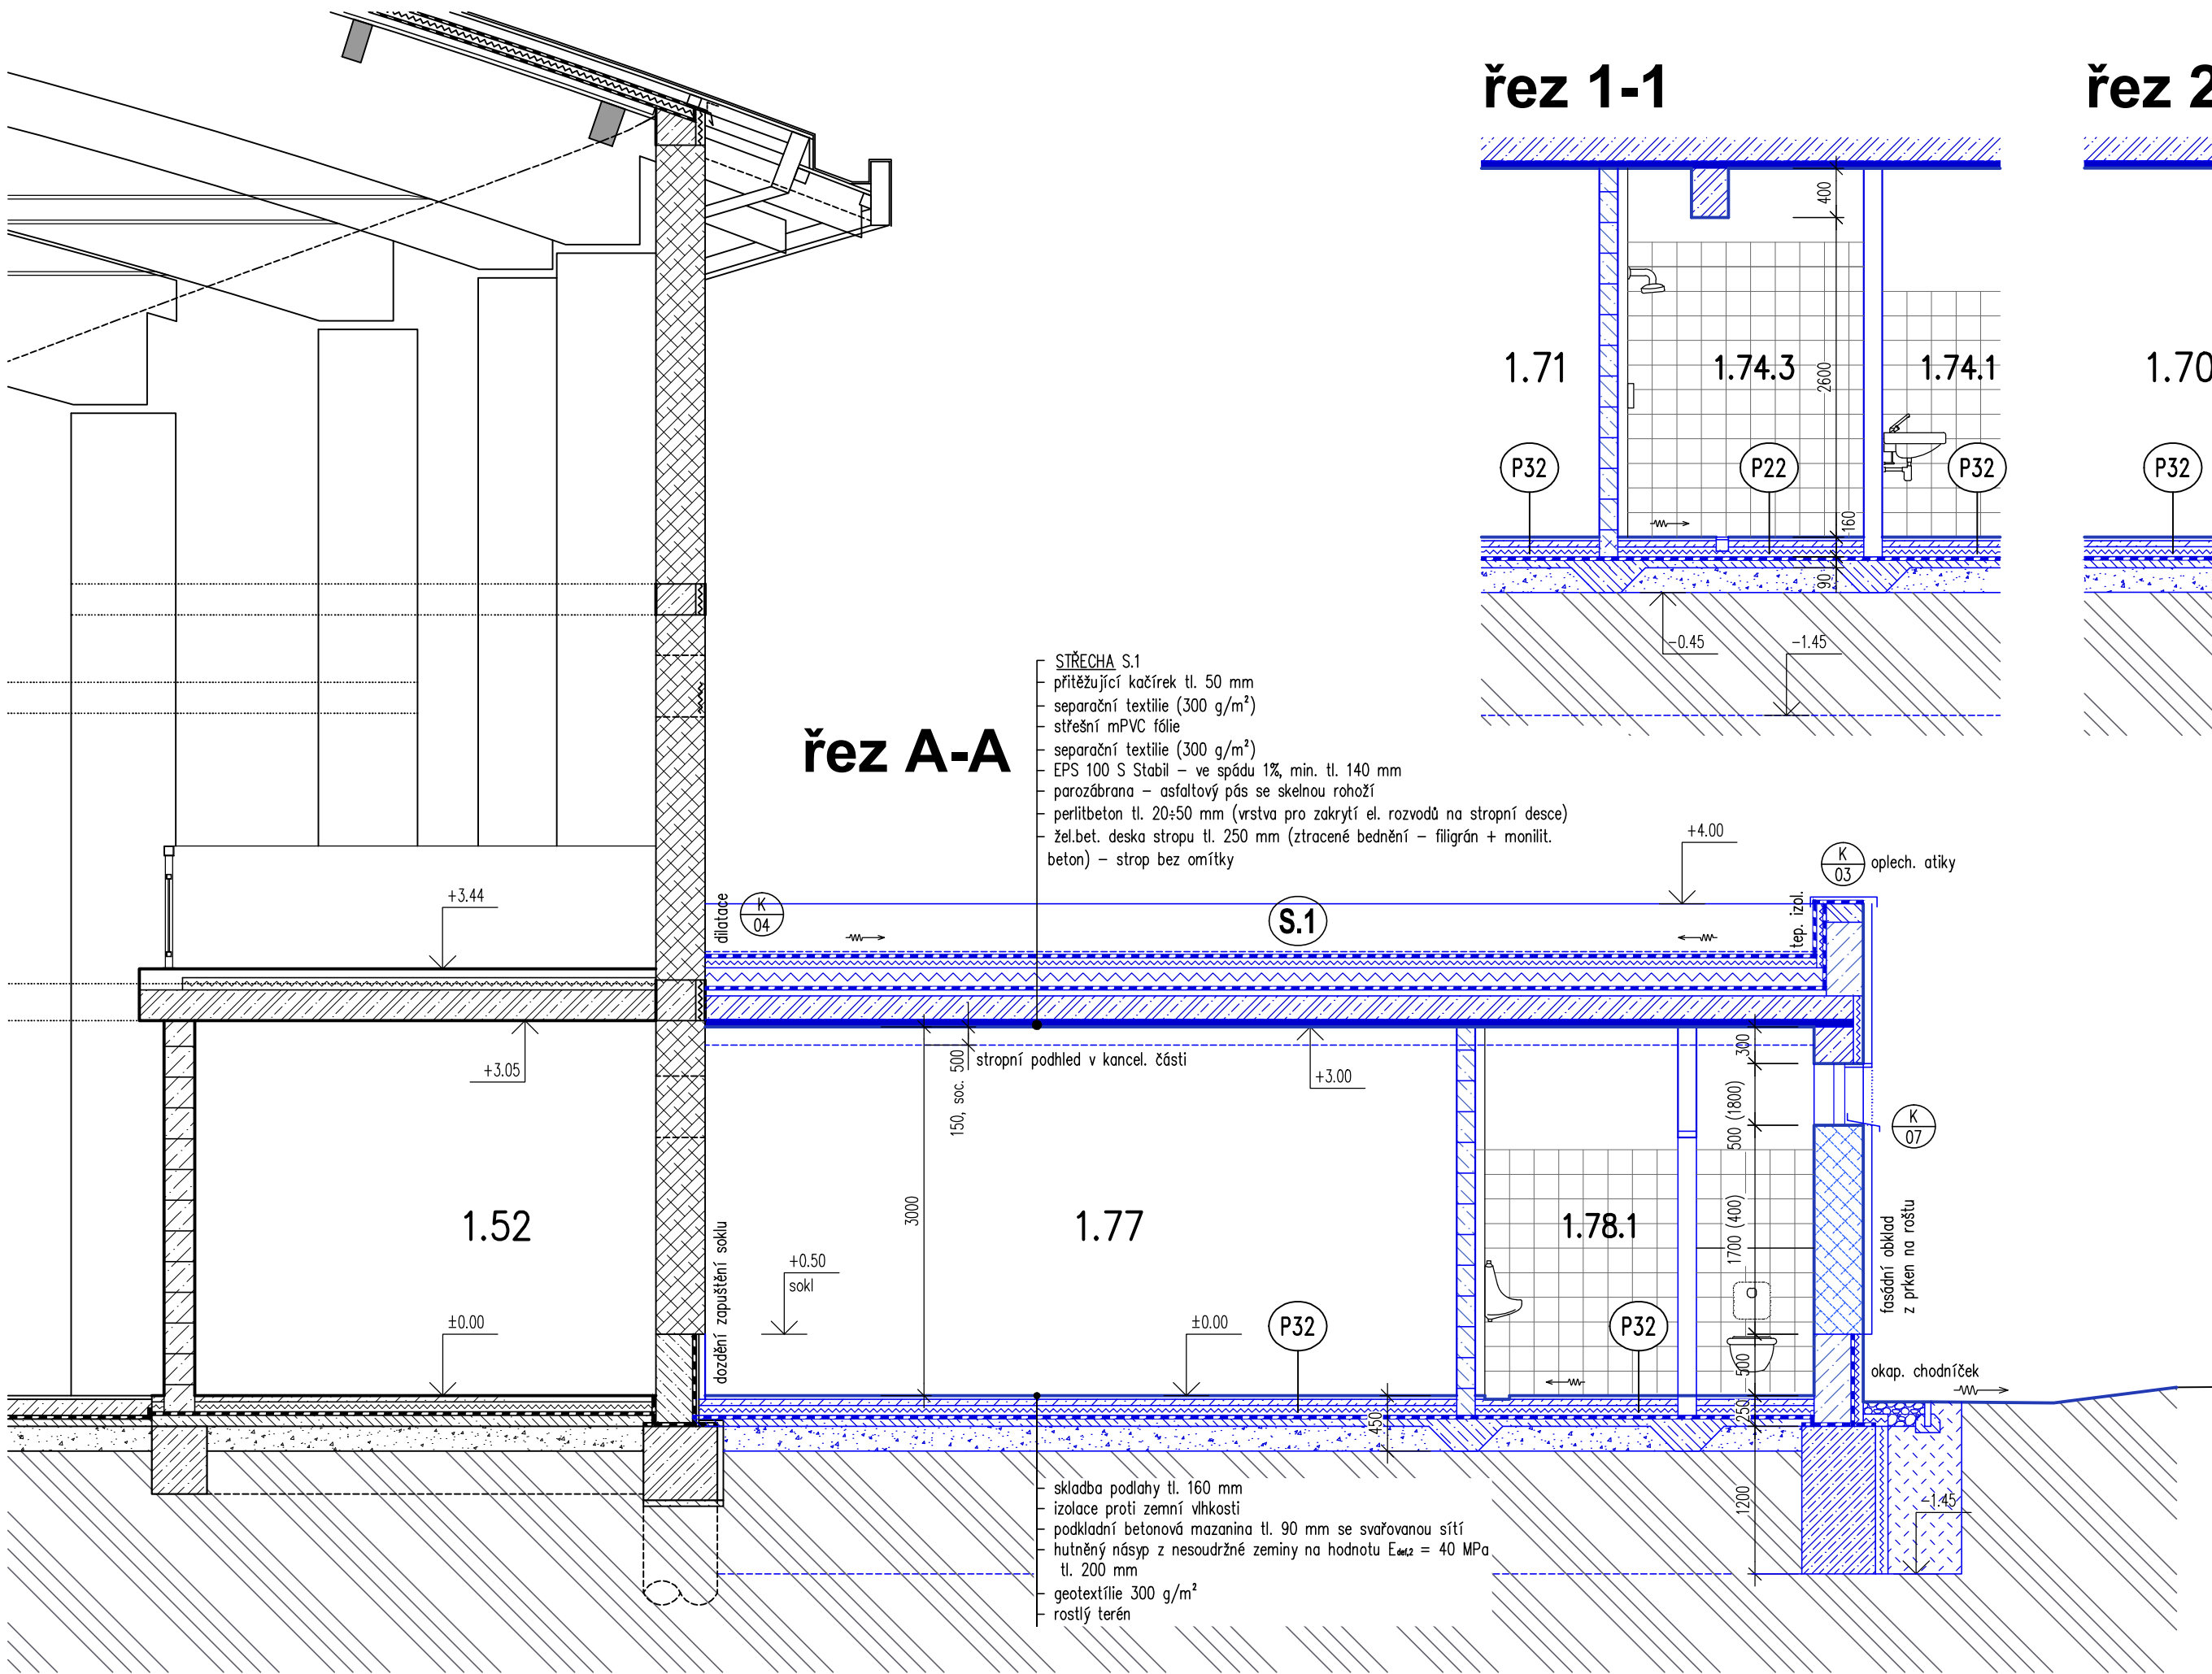 řez 1-1
řez 2
400
1.71
1.74.3
2600
1.74.1
1.70
P32
P22
P32
P32
160
90
-0.45
-1.45
řez A-A
STŘECHA S.1
přitěžující kačírek tl. 50 mm
separační textilie (300 g/m²)
střešní mPVC fólie
separační textilie (300 g/m²)
EPS 100 S Stabil – ve spádu 1%, min. tl. 140 mm
parozábrana – asfaltový pás se skelnou rohoží
perlitbeton tl. 20÷50 mm (vrstva pro zakrytí el. rozvodů na stropní desce)
žel.bet. deska stropu tl. 250 mm (ztracené bednění – filigrán + monilit.
beton) – strop bez omítky
+4.00
K
03
oplech. atiky
+3.44
dilatace
K
04
S.1
tep. izol.
+3.05
150, soc. 500
stropní podhled v kancel. části
+3.00
300
500 (1800)
K
07
3000
1.52
1.77
1.78.1
1700 (400)
fasádní obklad
z prken na roštu
dozdění zapuštění soklu
+0.50
sokl
±0.00
±0.00
P32
P32
500
okap. chodníček
450
250
skladba podlahy tl. 160 mm
izolace proti zemní vlhkosti
podkladní betonová mazanina tl. 90 mm se svařovanou sítí
hutněný násyp z nesoudržné zeminy na hodnotu Edef,2 = 40 MPa
tl. 200 mm
geotextílie 300 g/m²
rostlý terén
1200
-1.45